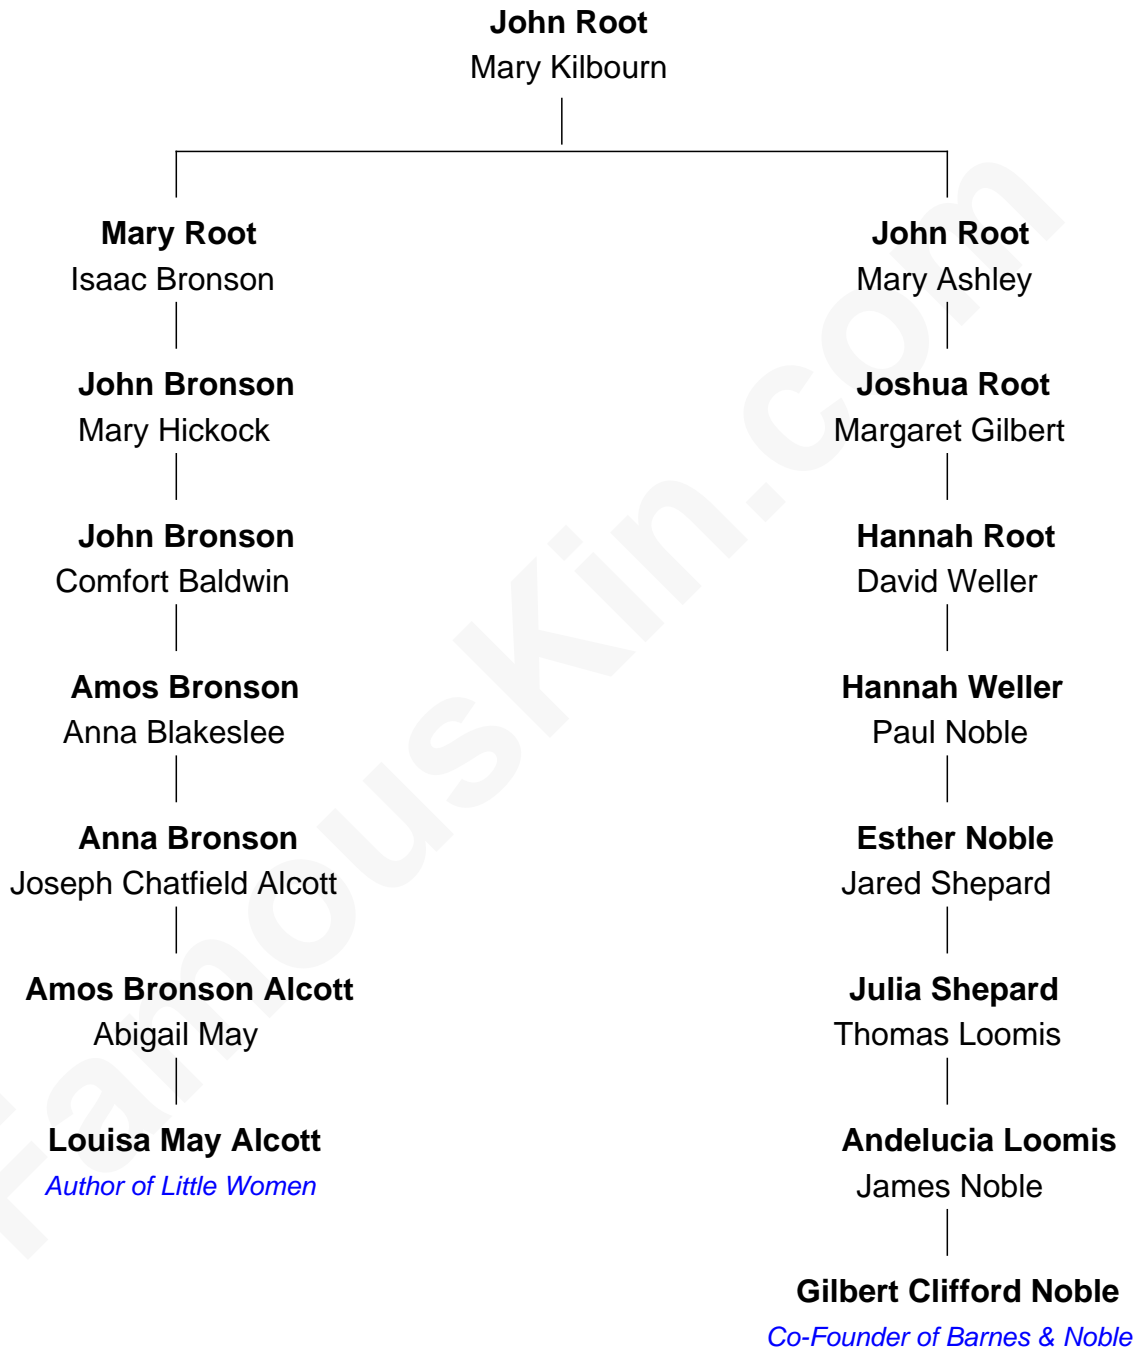 John Root
Mary Kilbourn
Mary Root
Isaac Bronson
John Bronson
Mary Hickock
John Bronson
Comfort Baldwin
Amos Bronson
Anna Blakeslee
Anna Bronson
Joseph Chatfield Alcott
Amos Bronson Alcott
Abigail May
Louisa May Alcott
Author of Little Women
John Root
Mary Ashley
Joshua Root
Margaret Gilbert
Hannah Root
David Weller
Hannah Weller
Paul Noble
Esther Noble
Jared Shepard
Julia Shepard
Thomas Loomis
Andelucia Loomis
James Noble
Gilbert Clifford Noble
Co-Founder of Barnes & Noble
FamousKin.com